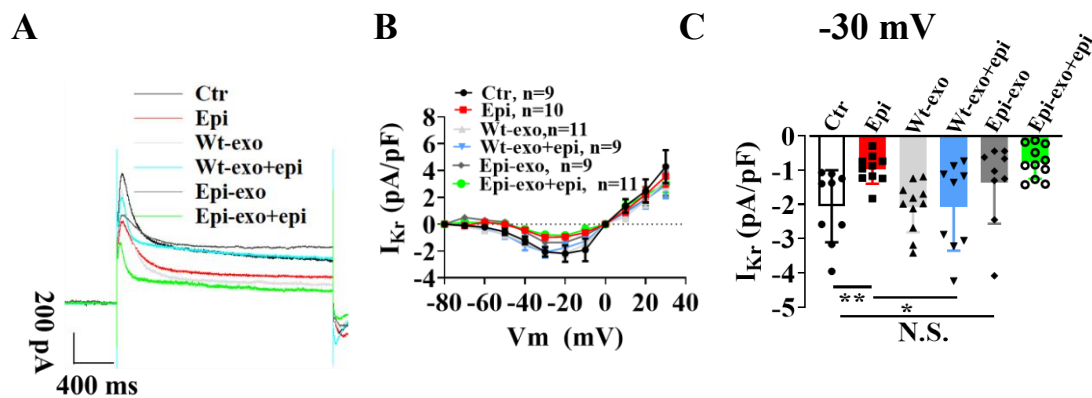 A
Ctr
Epi
Wt-exo
Wt-exo+epi
Epi-exo
Epi-exo+epi
200 pA
400 ms
B
Ctr, n=9
Epi, n=10
Wt-exo,n=11
Wt-exo+epi, n=9
Epi-exo, n=9
Epi-exo+epi, n=11
IKr (pA/pF)
8
6
4
2
0
-2
-4
-80 -60 -40 -20 0 20 40
Vm (mV)
C
-30 mV
Ctr
Epi
Wt-exo
Wt-exo+epi
Epi-exo
Epi-exo+epi
IKr (pA/pF)
0
-1
-2
-3
-4
-5
**
*
N.S.